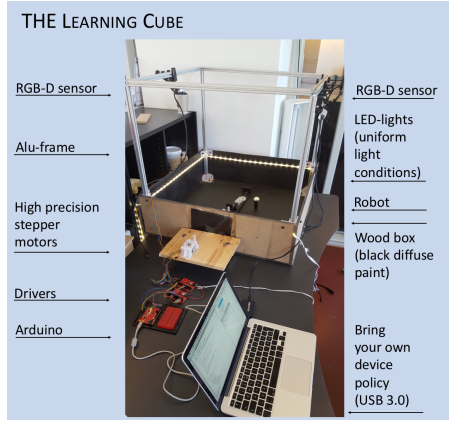 THE LEARNING CUBE
RGB-D sensor
Alu-frame
High precision
stepper
motors
Drivers
Arduino
RGB-D sensor
LED-lights
(uniform
light
conditions)
Robot
Wood box
(black diffuse
paint)
Bring
your own
device
policy
(USB 3.0)